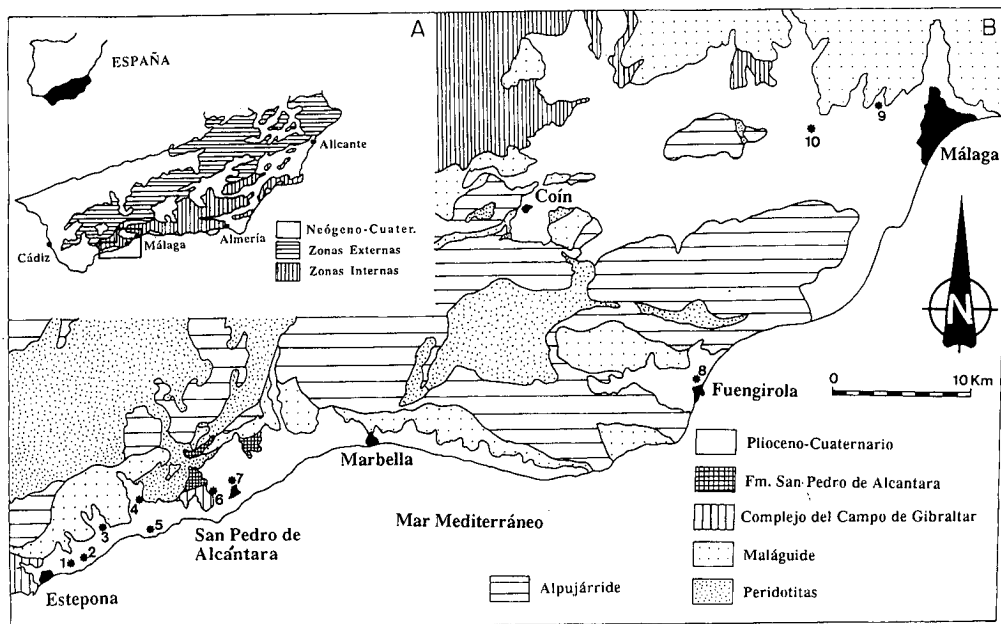 A
ESPAÑA
Alicante
Almería
Málaga
Cádiz
Neógeno-Cuater.
Zonas Externas
Zonas Internas
B
9
10
Málaga
Coín
N
8
Fuengirola
0 10 Km
Marbella
7
6
4
5
3
2
1
San Pedro de
Alcántara
Estepona
Mar Mediterráneo
Plioceno-Cuaternario
Fm. San Pedro de Alcantara
Complejo del Campo de Gibraltar
Maláguide
Peridotitas
Alpujárride